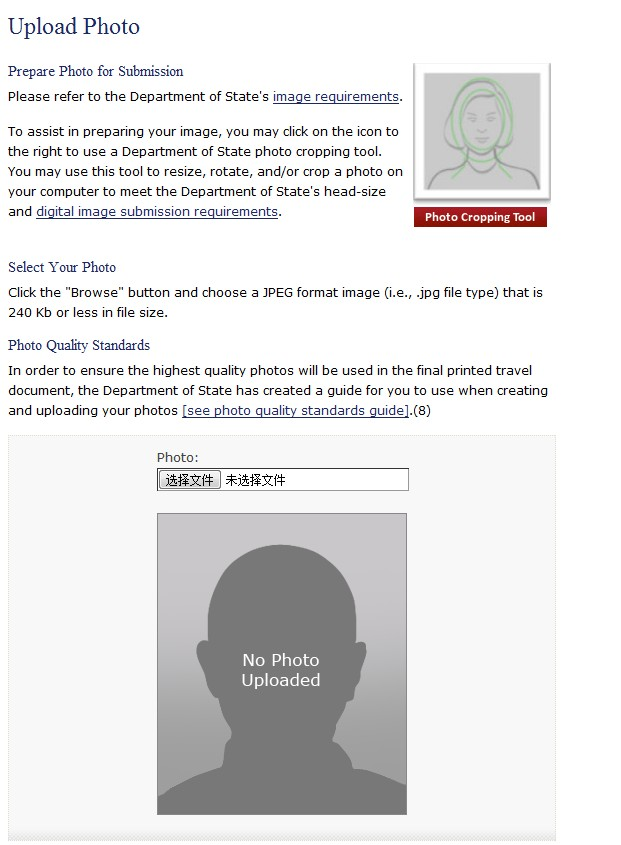 Upload Photo
Prepare Photo for Submission
Please refer to the Department of State's image requirements.
To assist in preparing your image, you may click on the icon to
the right to use a Department of State photo cropping tool.
You may use this tool to resize, rotate, and/or crop a photo on
your computer to meet the Department of State's head-size
and digital image submission requirements.
Photo Cropping Tool
Select Your Photo
Click the "Browse" button and choose a JPEG format image (i.e., .jpg file type) that is
240 Kb or less in file size.
Photo Quality Standards
In order to ensure the highest quality photos will be used in the final printed travel
document, the Department of State has created a guide for you to use when creating
and uploading your photos [see photo quality standards guide].(8)
Photo:
选择文件 未选择文件
No Photo
Uploaded